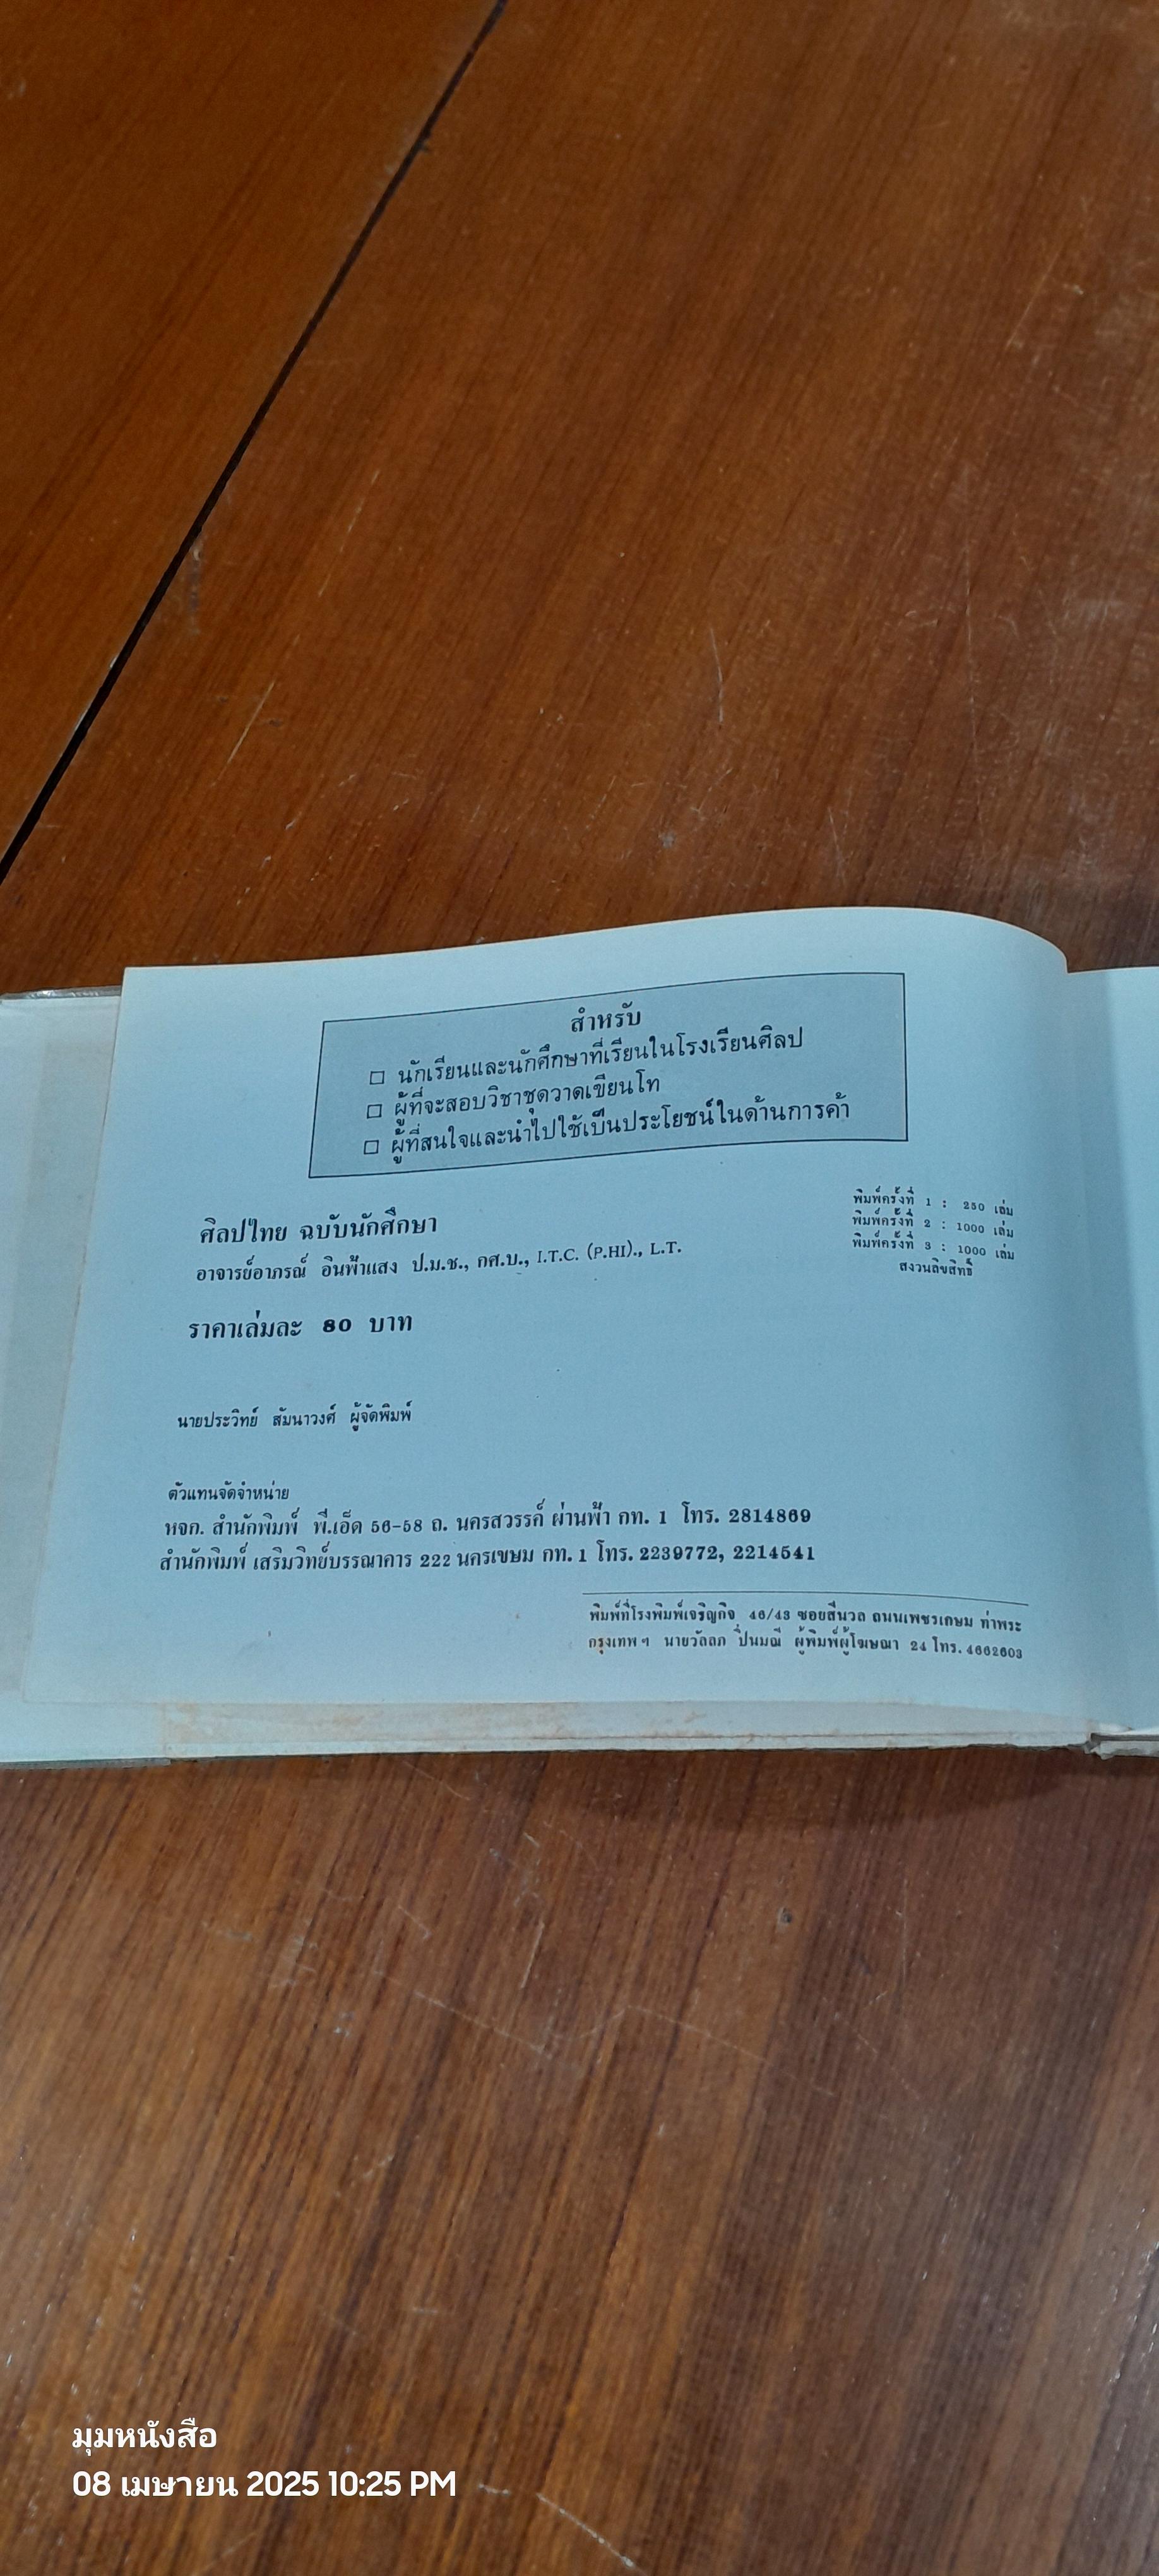 สำหรับ
□ นักเรียนและนักศึกษาที่เรียนในโรงเรียนศิลป
□ ผู้ที่จะสอบวิชาชุดวาดเขียนโท
□ ผู้ที่สนใจและนำไปใช้เป็นประโยชน์ในด้านการค้า
พิมพ์ครั้งที่ 1 : 250 เล่ม
พิมพ์ครั้งที่ 2 : 1000 เล่ม
พิมพ์ครั้งที่ 3 : 1000 เล่ม
สงวนลิขสิทธิ์
ศิลปไทย ฉบับนักศึกษา
อาจารย์อาภรณ์ อินฟ้าแสง ป.ม.ช., กศ.บ., I.T.C. (P.HI)., L.T.
ราคาเล่มละ 80 บาท
นายประวิทย์ สัมนาวงศ์ ผู้จัดพิมพ์
ตัวแทนจัดจำหน่าย
หจก. สำนักพิมพ์ พี.เอ็ด 56-58 ถ. นครสวรรค์ ผ่านฟ้า กท. 1 โทร. 2814869
สำนักพิมพ์ เสริมวิทย์บรรณาคาร 222 นครเขษม กท. 1 โทร. 2239772, 2214541
พิมพ์ที่โรงพิมพ์เจริญกิจ 46/43 ซอยสีนวล ถนนเพชรเกษม ท่าพระ
กรุงเทพฯ นายวัลลภ ปิ่นมณี ผู้พิมพ์ผู้โฆษณา 24 โทร. 4662603
มุมหนังสือ
08 เมษายน 2025 10:25 PM